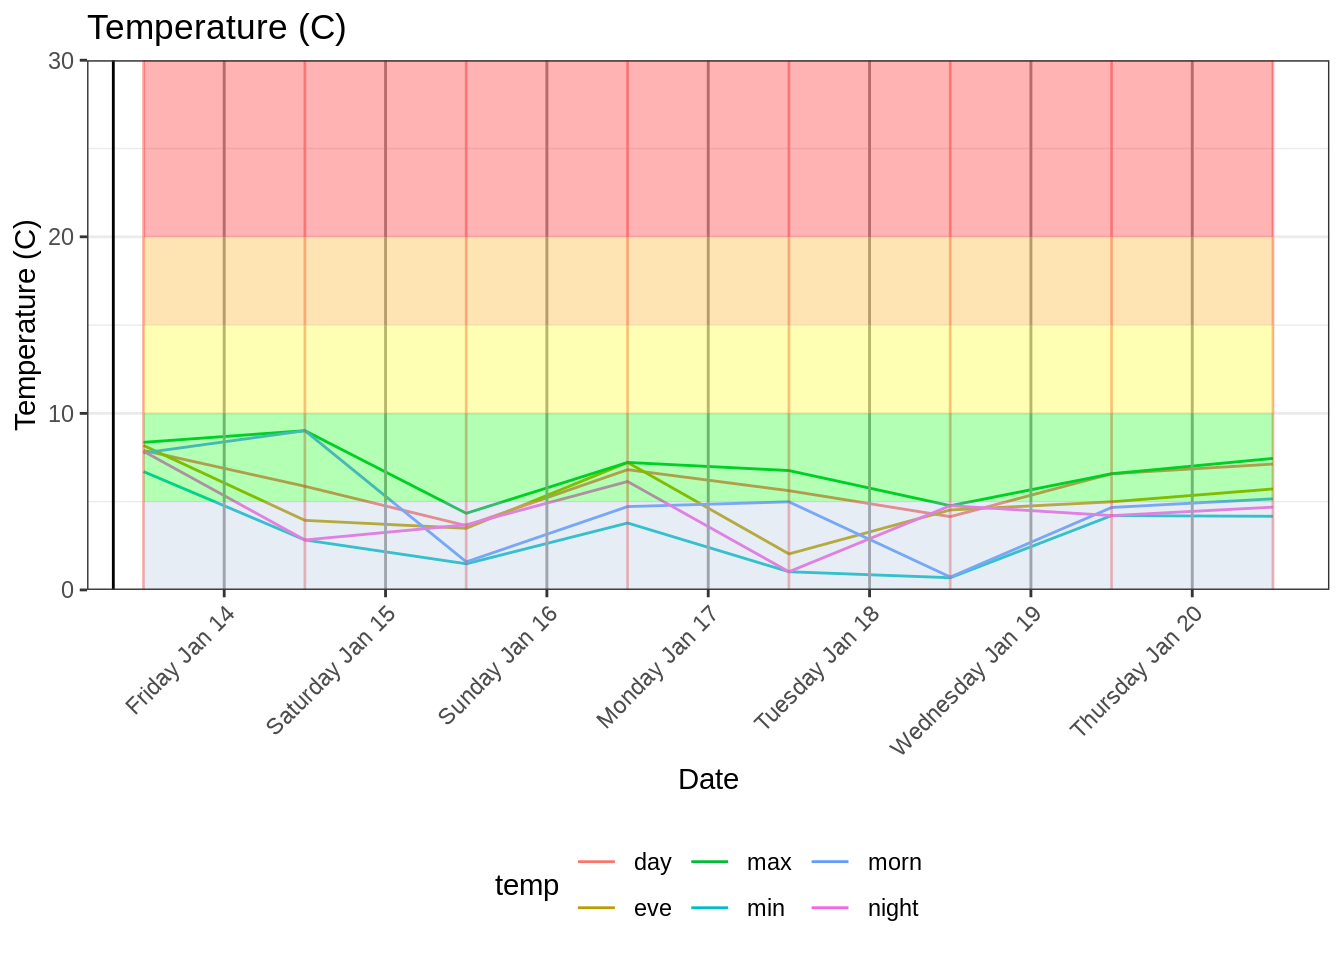 Temperature (C)
Temperature (C)
30
20
10
0
Friday Jan 14
Saturday Jan 15
Sunday Jan 16
Monday Jan 17
Tuesday Jan 18
Wednesday Jan 19
Thursday Jan 20
Date
temp
day
max
morn
eve
min
night